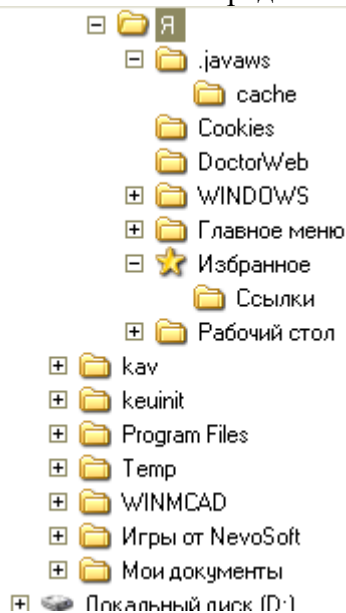 Я
.javaws
cache
Cookies
DoctorWeb
WINDOWS
Главное меню
Избранное
Ссылки
Рабочий стол
kav
keuinit
Program Files
Temp
WINMCAD
Игры от NevoSoft
Мои документы
Локальный диск (D:)